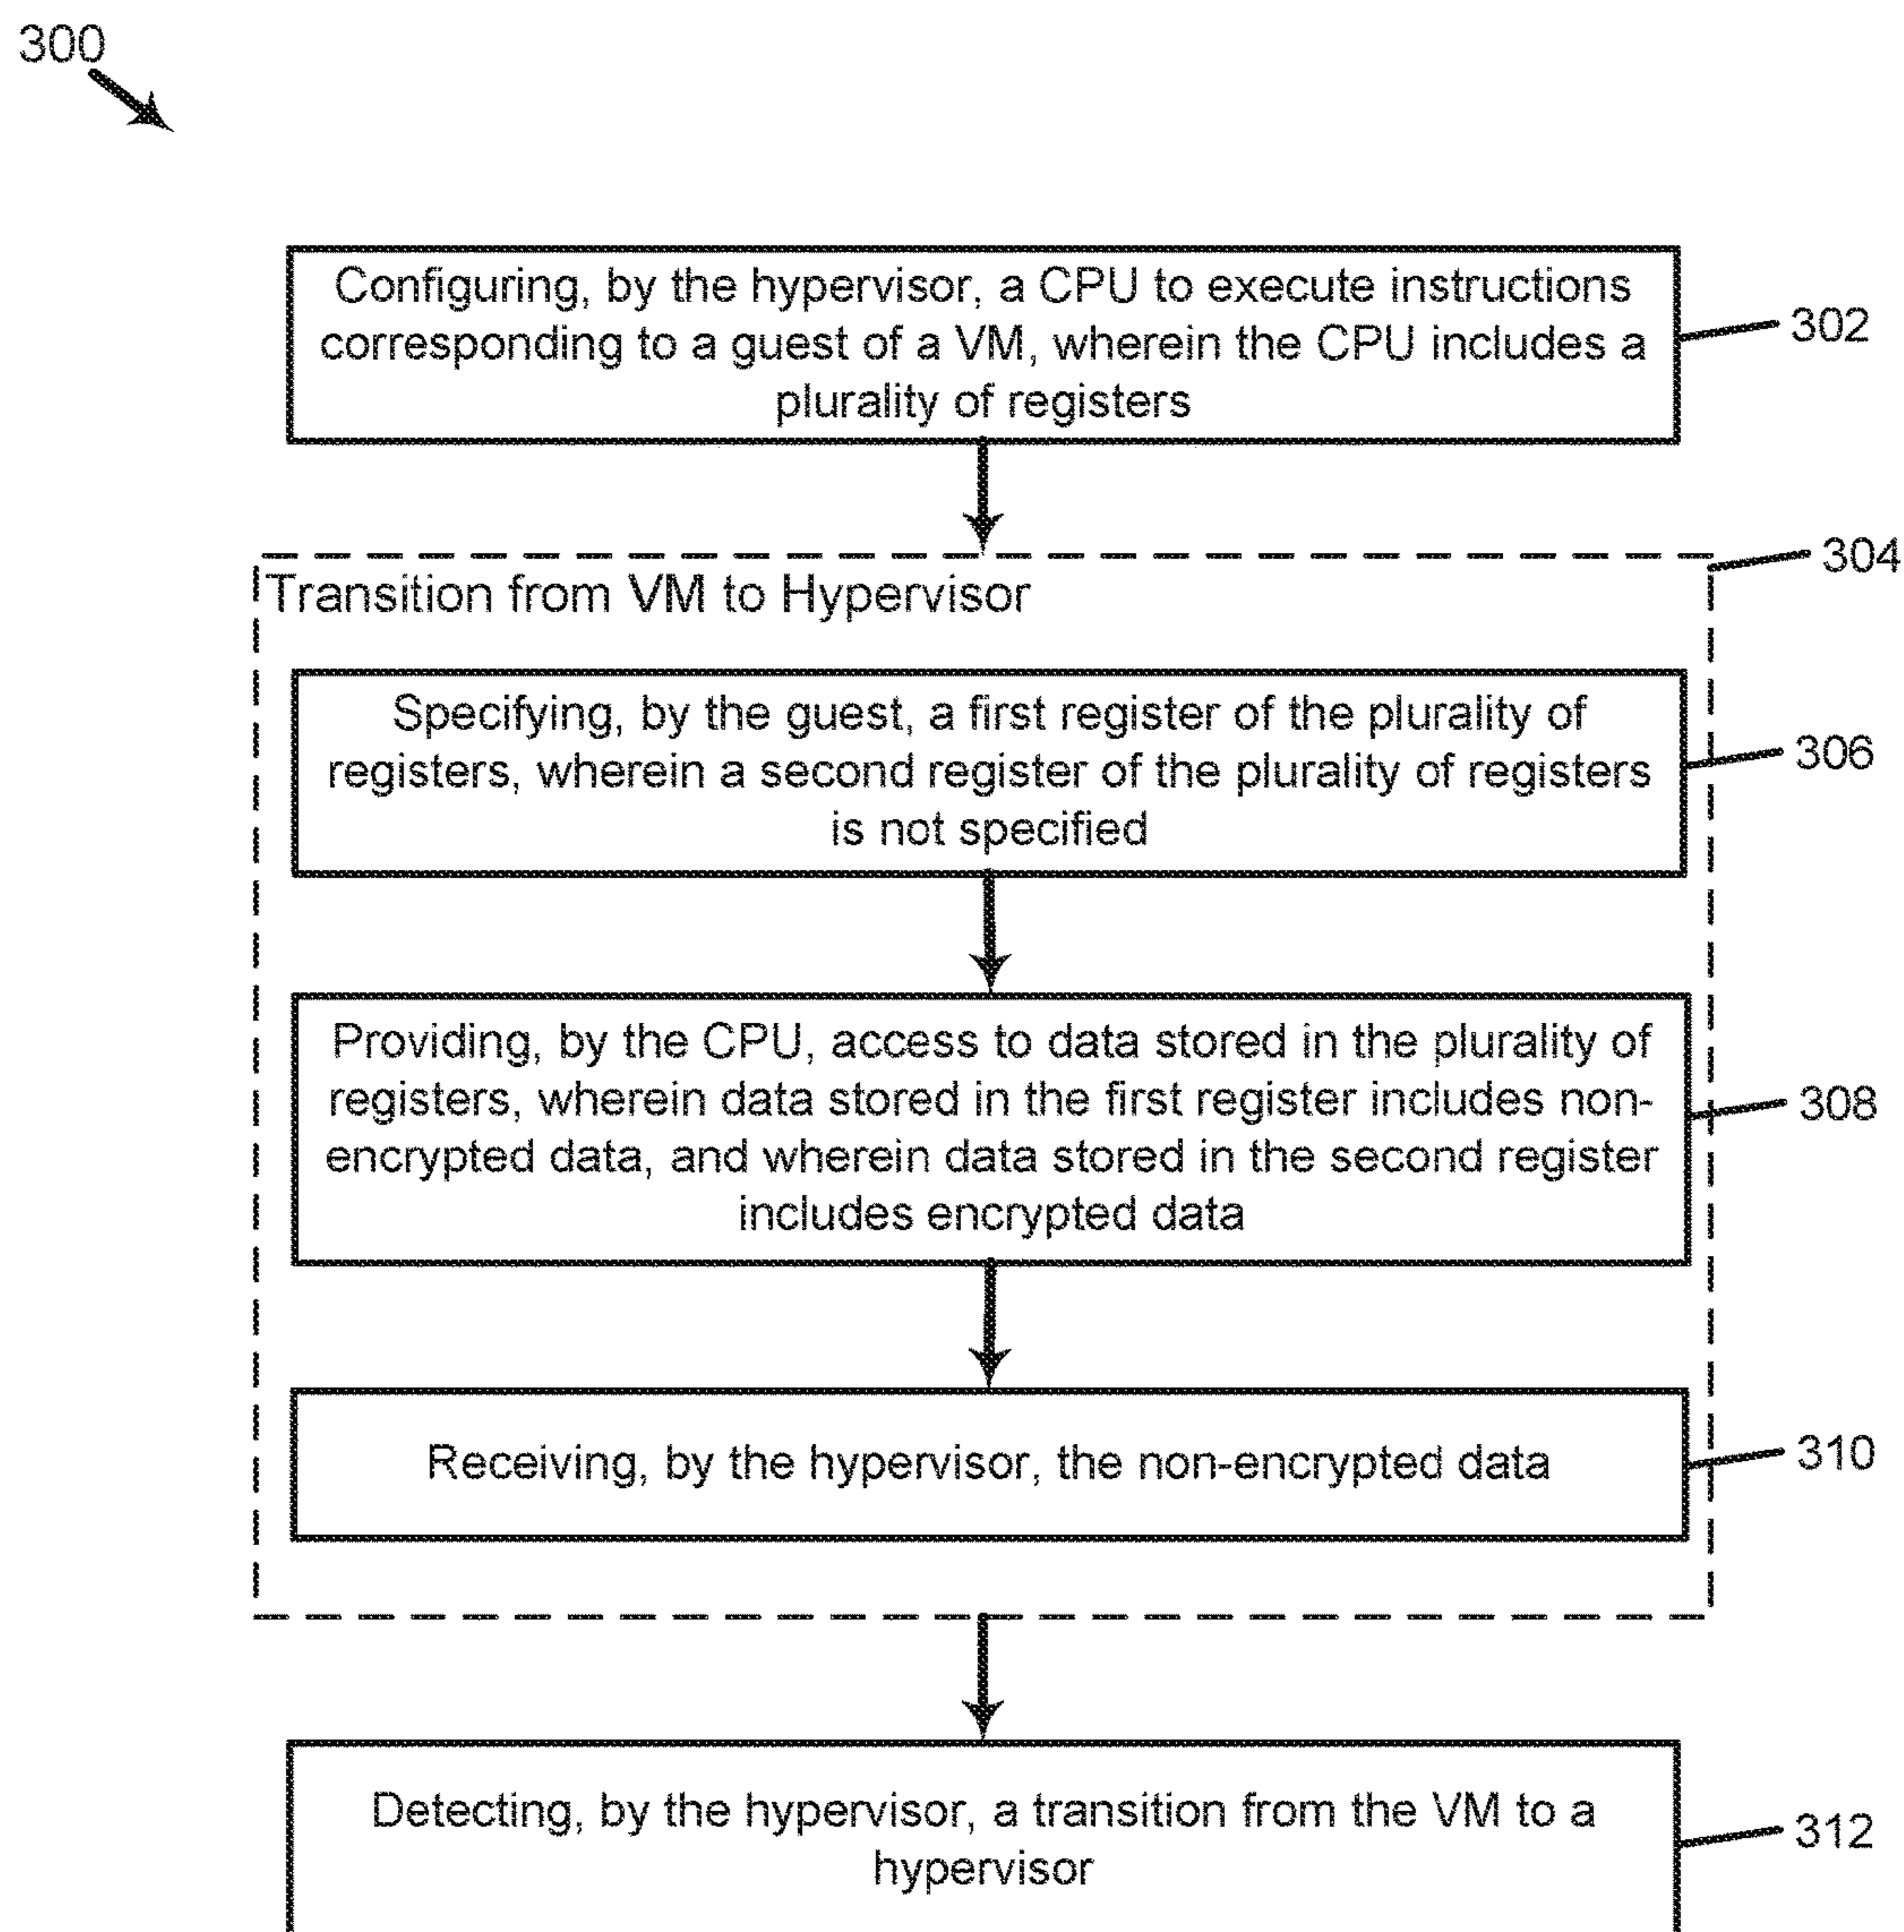 300
Configuring, by the hypervisor, a CPU to execute instructions
corresponding to a guest of a VM, wherein the CPU includes a
plurality of registers
302
304
Transition from VM to Hypervisor
Specifying, by the guest, a first register of the plurality of
registers, wherein a second register of the plurality of registers
is not specified
306
Providing, by the CPU, access to data stored in the plurality of
registers, wherein data stored in the first register includes non-
encrypted data, and wherein data stored in the second register
includes encrypted data
308
Receiving, by the hypervisor, the non-encrypted data
310
Detecting, by the hypervisor, a transition from the VM to a
hypervisor
312